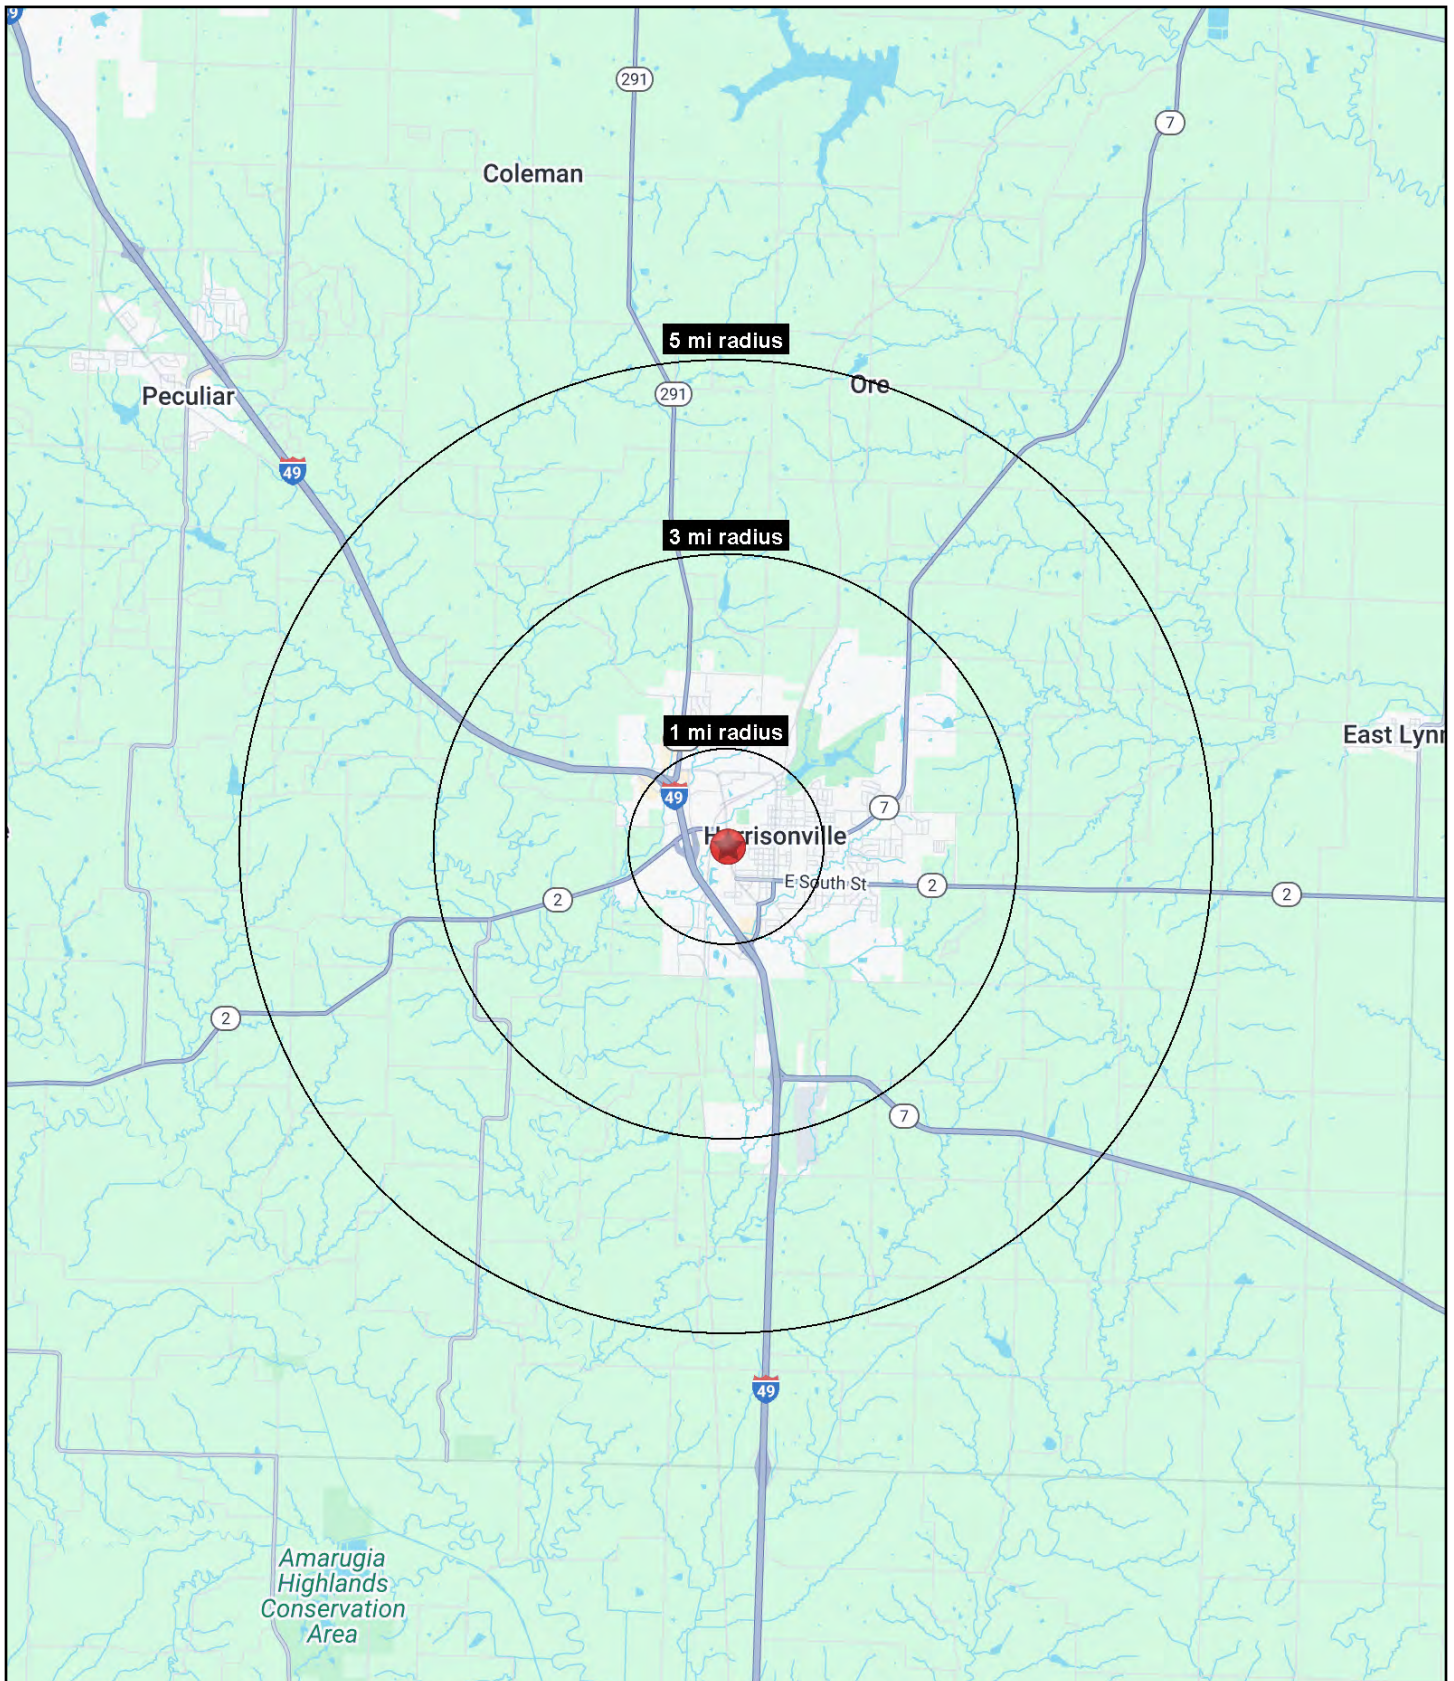 291
7
Coleman
5 mi radius
Ore
291
Peculiar
49
3 mi radius
1 mi radius
East Lynn
49
7
Harrisonville
E South St
2
2
2
2
7
49
Amarugia
Highlands
Conservation
Area